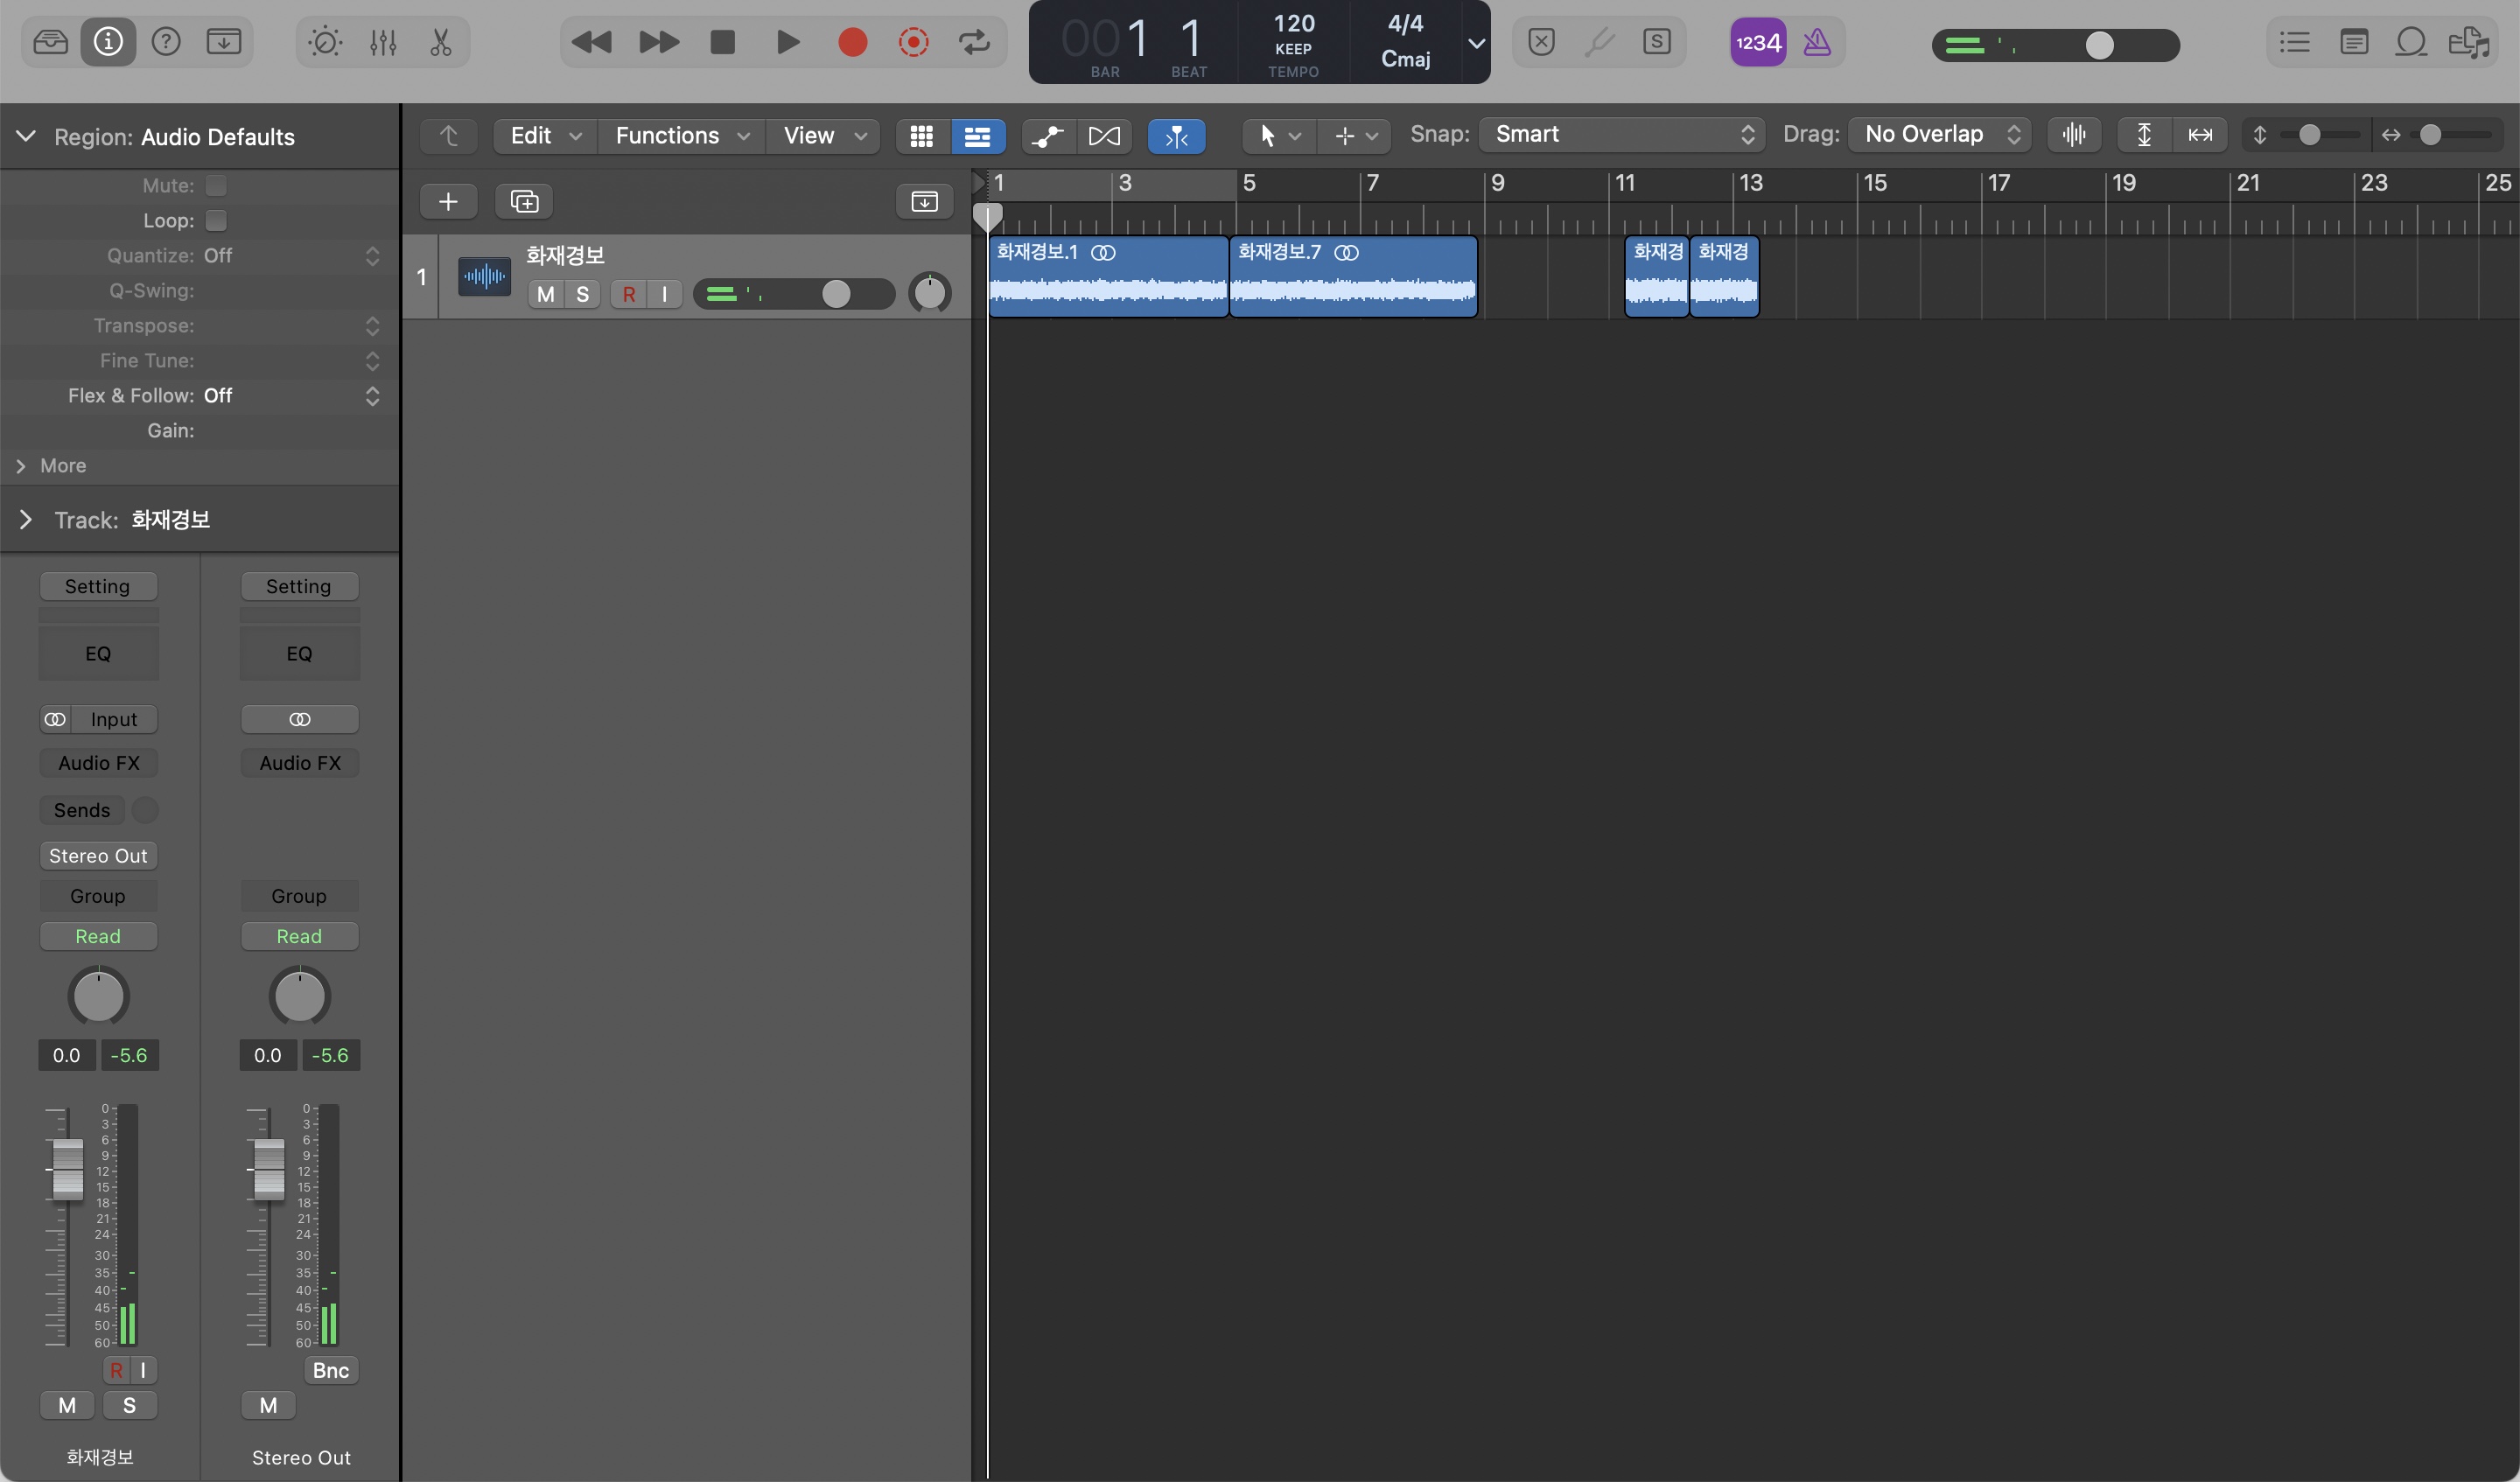 001 1 120 4/4
KEEP Cmaj
BAR BEAT TEMPO
1234
Region: Audio Defaults
Edit Functions View Snap: Smart Drag: No Overlap
Mute:
Loop:
Quantize: Off
Q-Swing:
Transpose:
Fine Tune:
Flex & Follow: Off
Gain:
More
Track: 화재경보
1 3 5 7 9 11 13 15 17 19 21 23 25
1 화재경보
M S R I
화재경보.1 화재경보.7 화재경 화재경
Setting Setting
EQ EQ
Input
Audio FX Audio FX
Sends
Stereo Out
Group Group
Read Read
0.0 -5.6 0.0 -5.6
0 0
3 3
6 6
9 9
12 12
15 15
18 18
21 21
24 24
30 30
35 35
40 40
45 45
50 50
60 60
R I Bnc
M S M
화재경보 Stereo Out